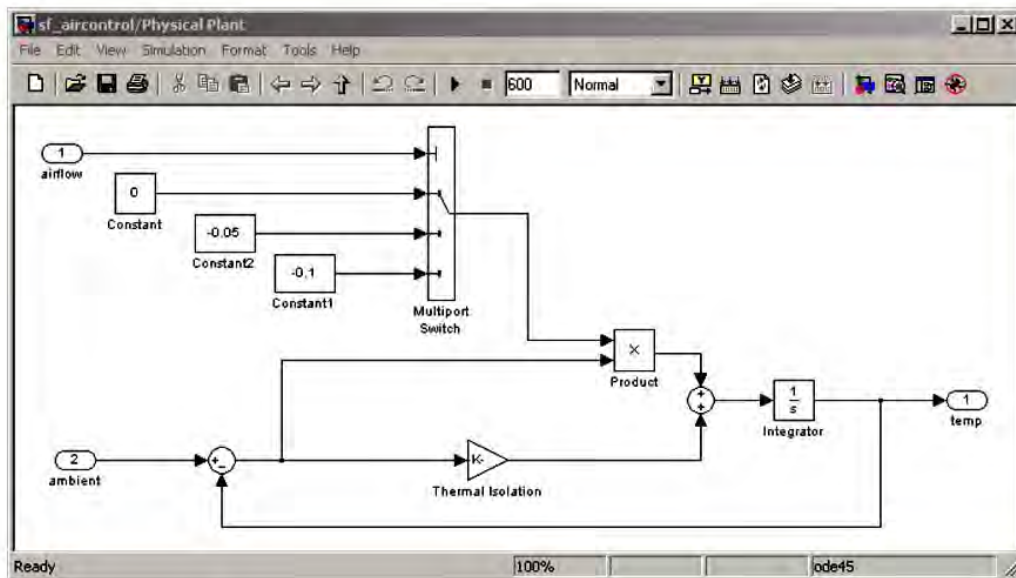 sf_aircontrol/Physical Plant
File Edit View Simulation Format Tools Help
600 Normal
1
airflow
0
Constant
-0.05
Constant2
-0.1
Constant1
Multiport
Switch
×
Product
+
+
1
s
Integrator
1
temp
2
ambient
+
-
-K-
Thermal Isolation
Ready 100% ode45